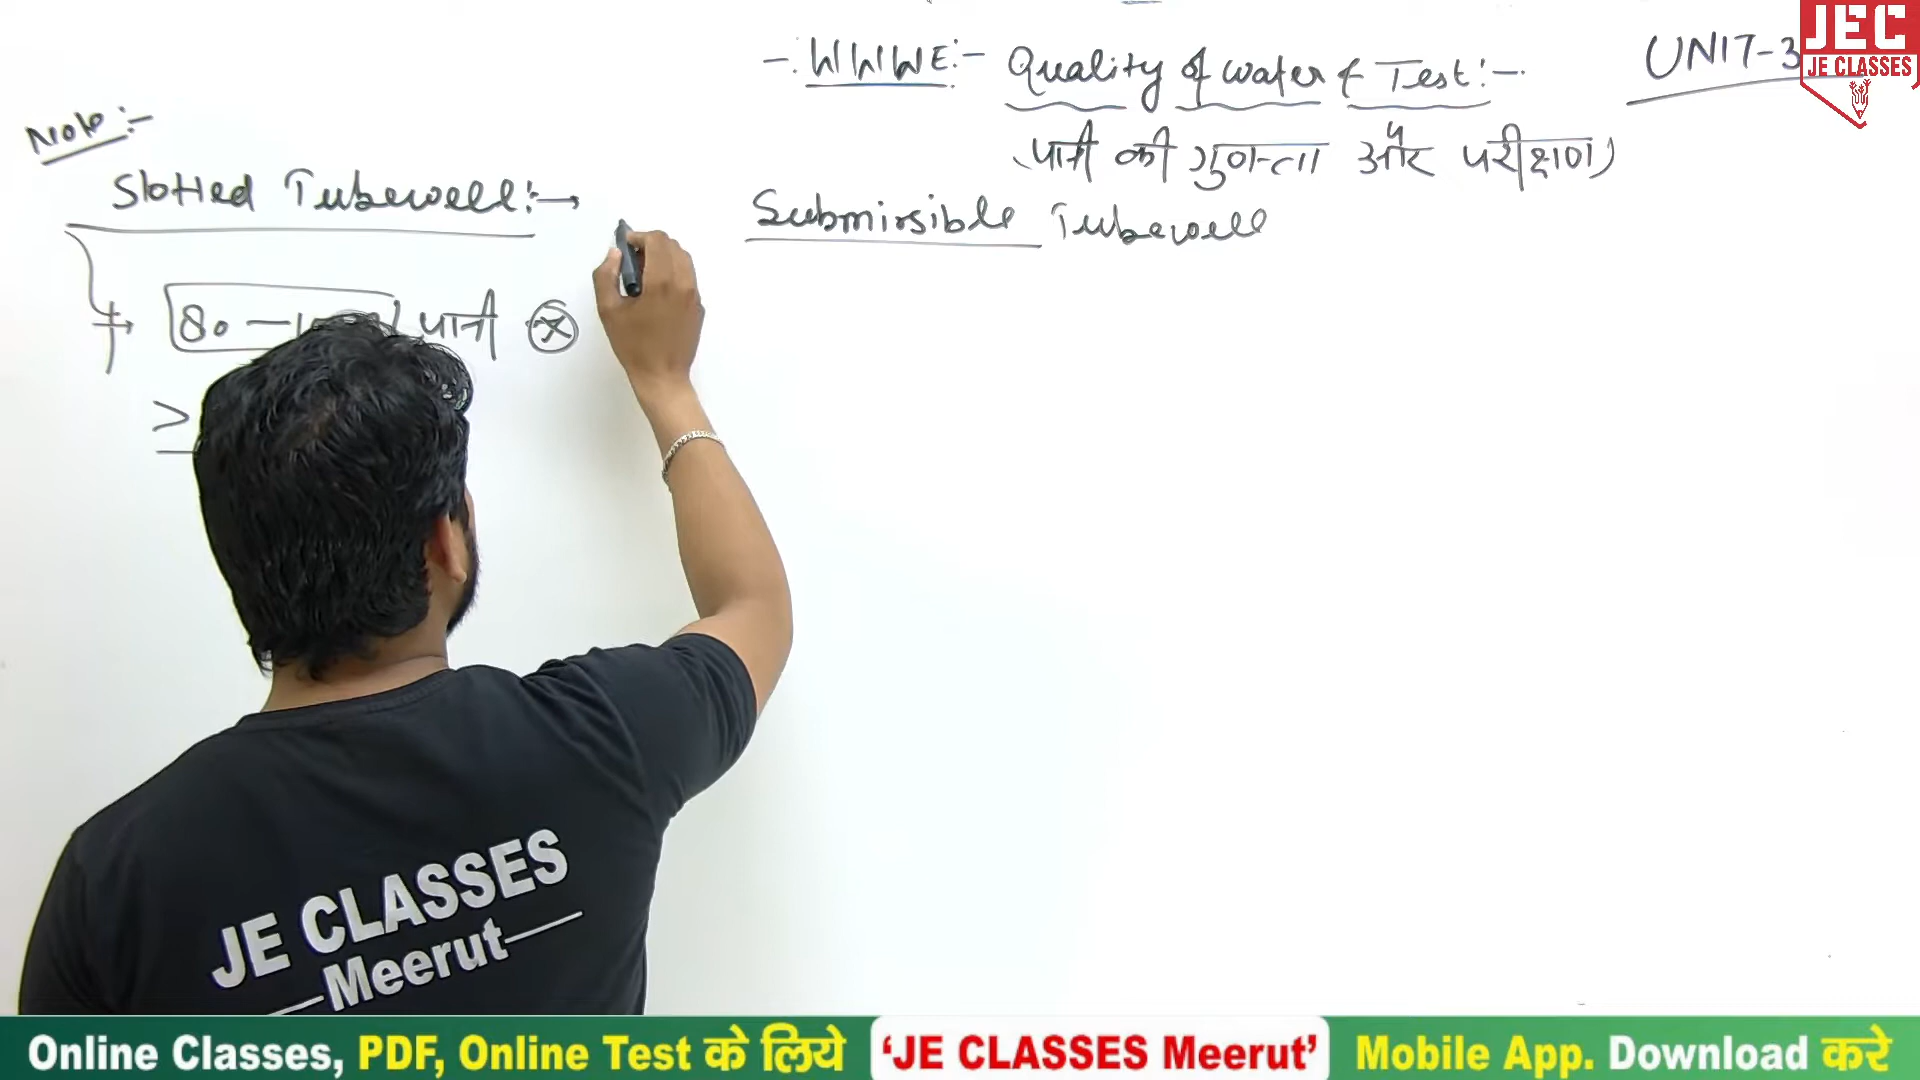 -: WWWE:- Quality of water & Test:-
UNIT-3
JEC
JE CLASSES
(पानी की गुणवत्ता और परीक्षण)
Note:-
Slotted Tubewell:→
Submirsible Tubewell
80 — पानी
>
JE CLASSES
Meerut
Online Classes, PDF, Online Test के लिये 'JE CLASSES Meerut' Mobile App. Download करे